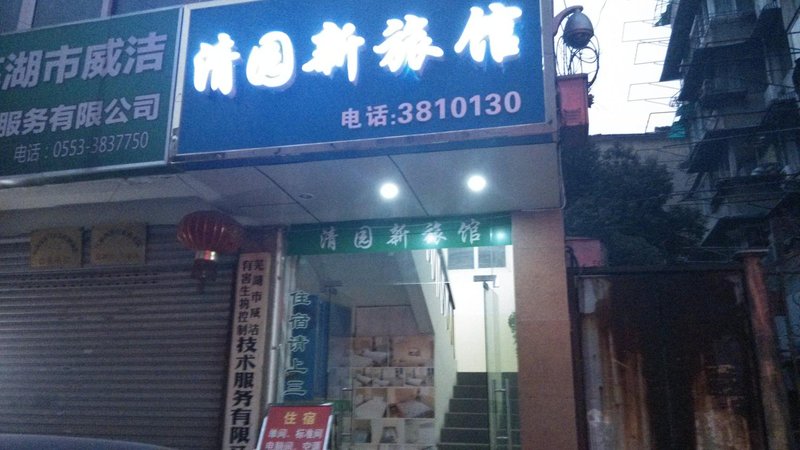 湖市威洁
服务有限公司
电话：0553-3837750
清园新旅馆
电话:3810130
清园新旅馆
芜湖市威洁
有害生物控制
技术服务有限
住宿请上三
住宿
单间、标准间